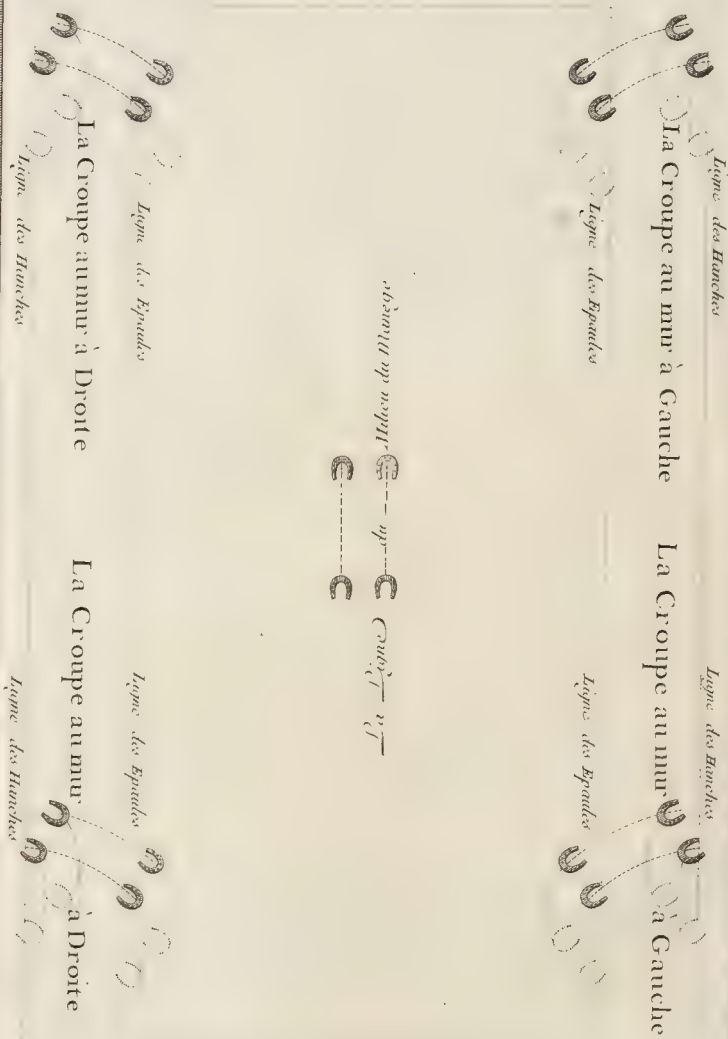 Ligne des Hanches
Ligne des Hanches
La Croupe au mur à Gauche
La Croupe au mur à Gauche
Ligne des Epaules
Ligne des Epaules
La Ligne du Milieu du Manege
Ligne des Epaules
Ligne des Epaules
La Croupe au mur à Droite
La Croupe au mur à Droite
Ligne des Hanches
Ligne des Hanches